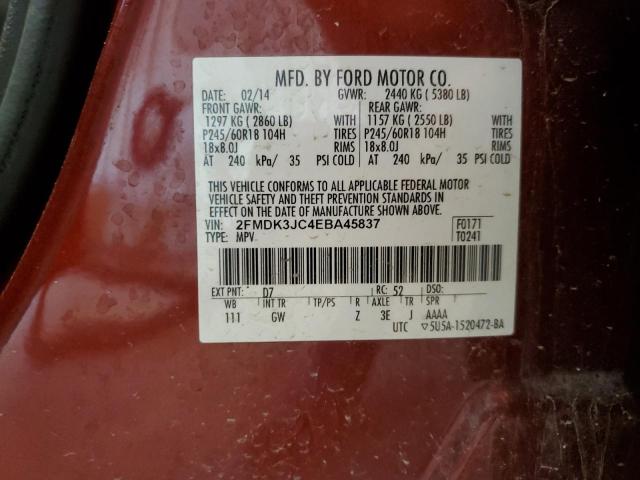 MFD. BY FORD MOTOR CO.
DATE: 02/14 GVWR: 2440 KG ( 5380 LB)
FRONT GAWR: REAR GAWR:
1297 KG ( 2860 LB) WITH 1157 KG ( 2550 LB) WITH
P245/60R18 104H TIRES P245/60R18 104H TIRES
18x8.0J RIMS 18x8.0J RIMS
AT 240 kPa/ 35 PSI COLD AT 240 kPa/ 35 PSI COLD
THIS VEHICLE CONFORMS TO ALL APPLICABLE FEDERAL MOTOR
VEHICLE SAFETY AND THEFT PREVENTION STANDARDS IN
EFFECT ON THE DATE OF MANUFACTURE SHOWN ABOVE.
VIN: 2FMDK3JC4EBA45837 F0171
TYPE: MPV T0241
EXT PNT: D7 RC: 52 DSO:
WB INT TR TP/PS R AXLE TR SPR
111 GW Z 3E J AAAA
UTC ▽5U5A-1520472-BA